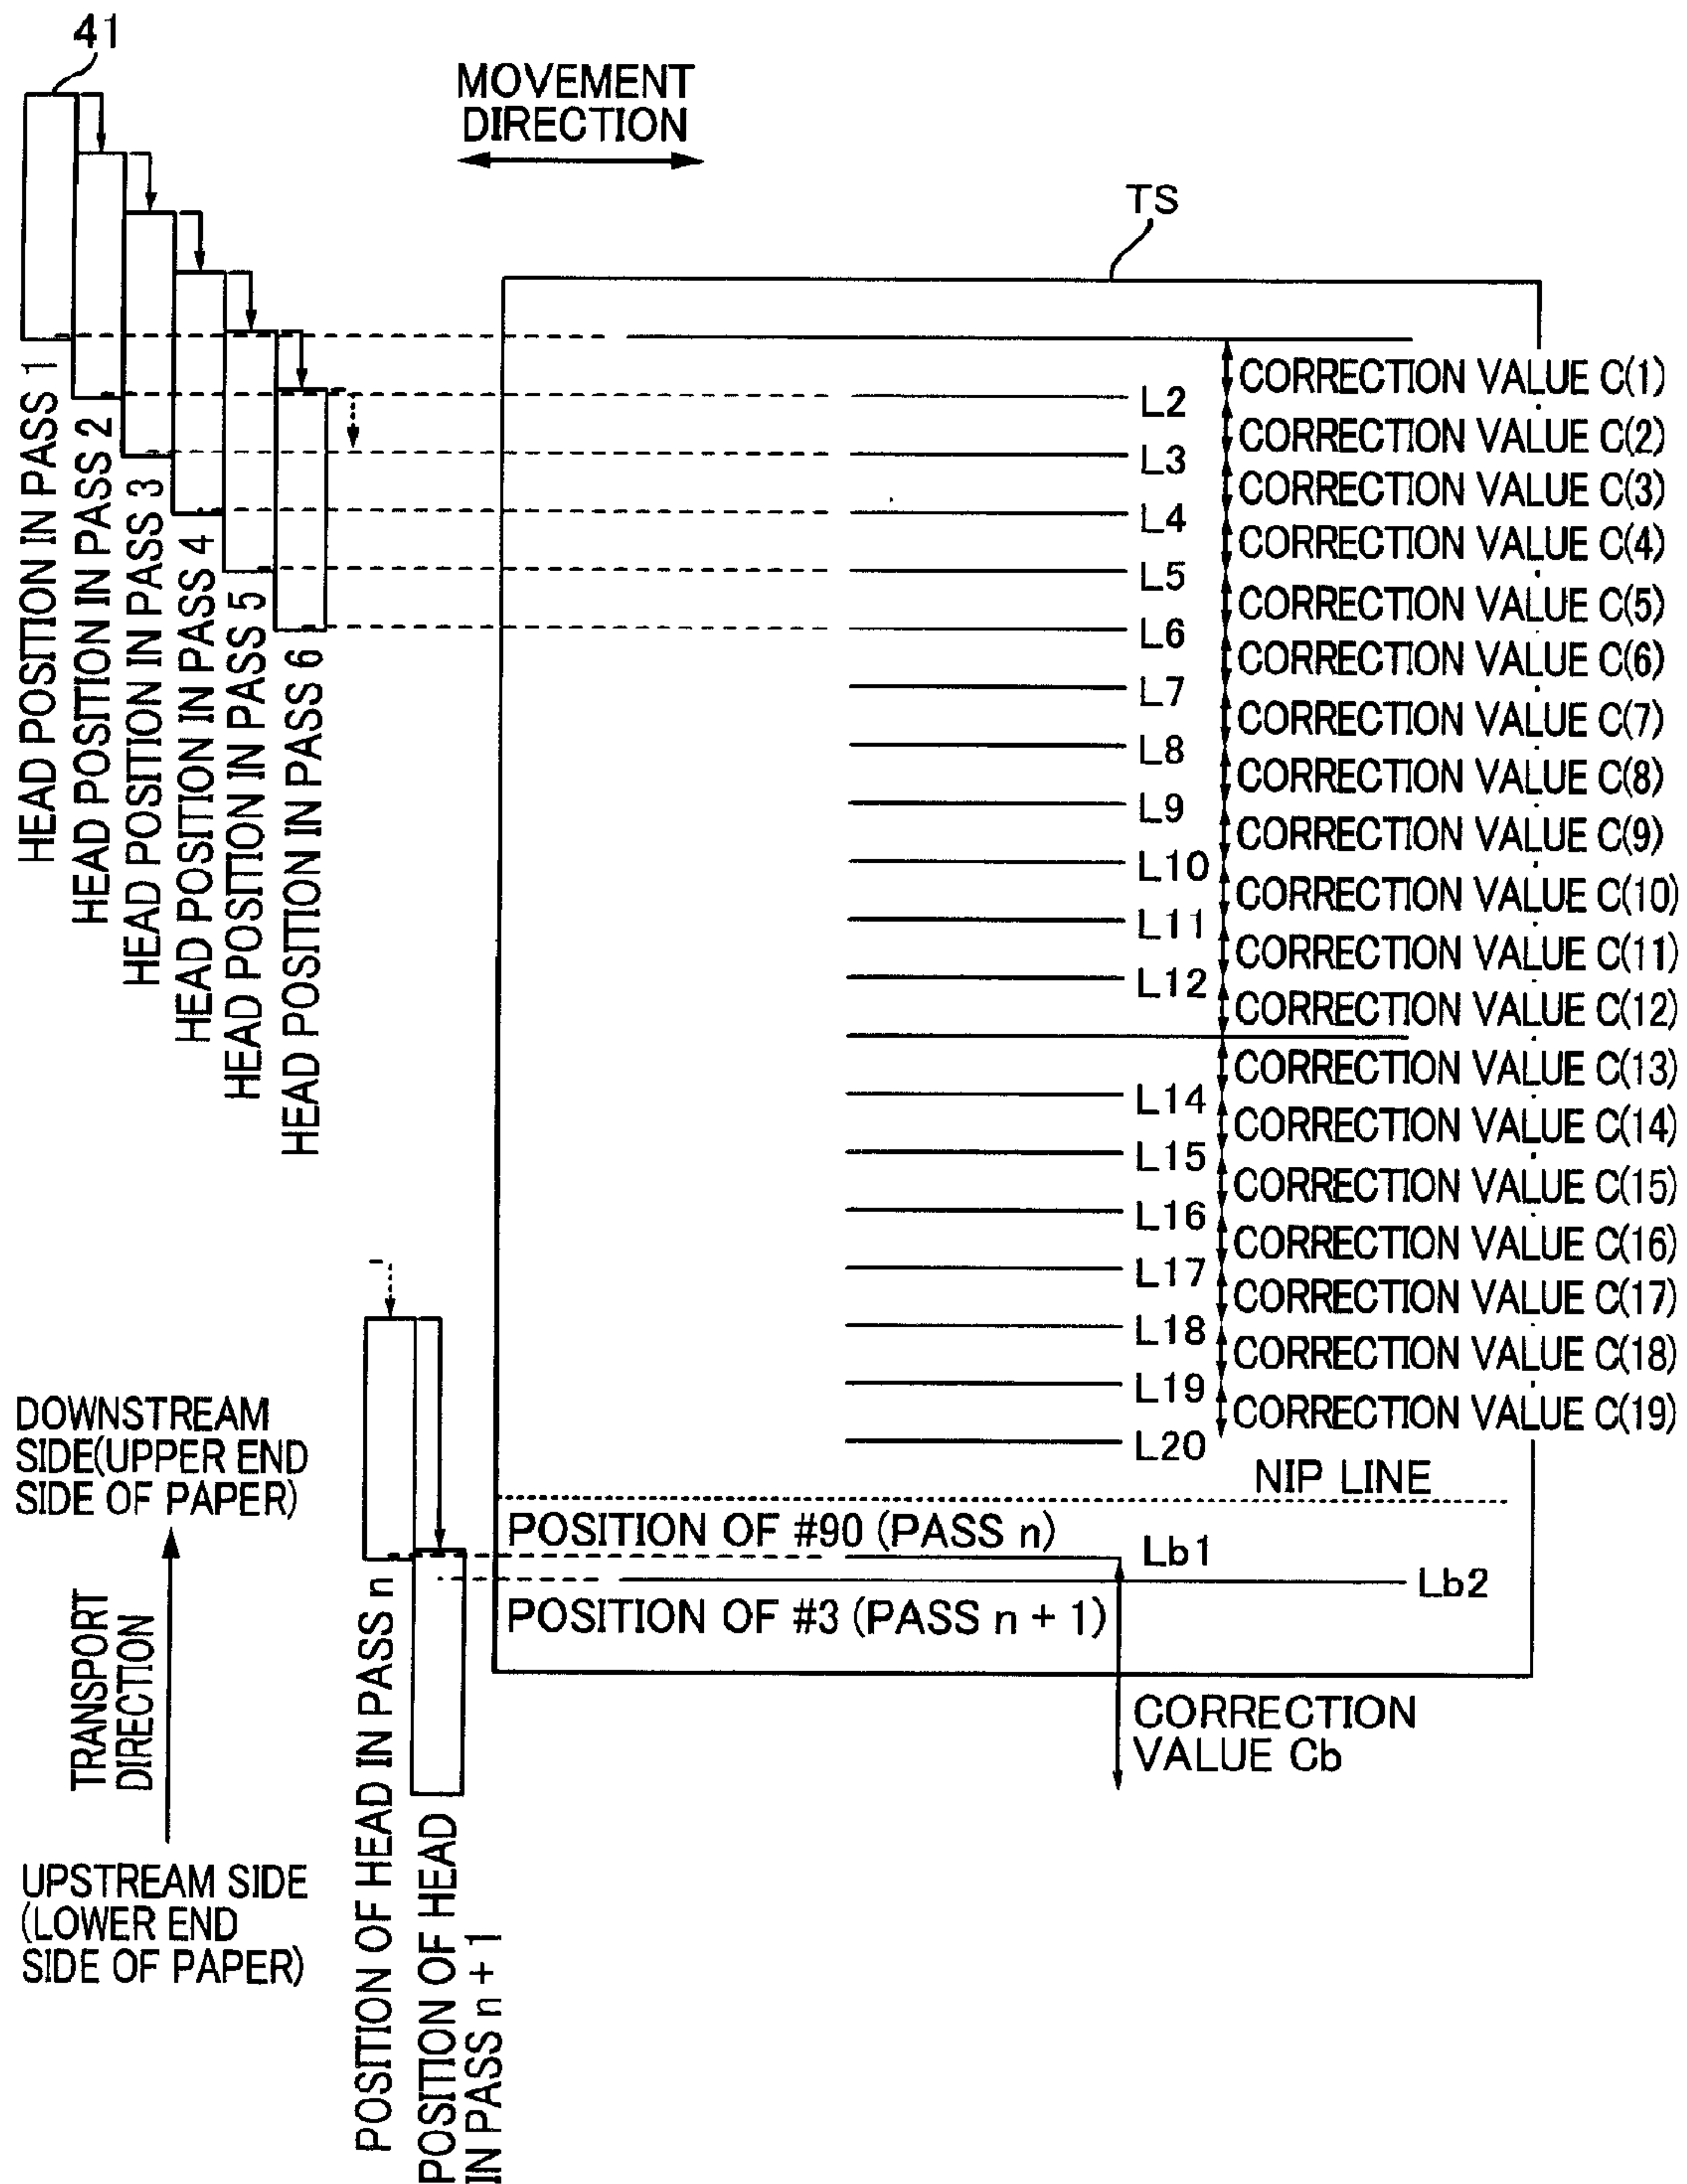 41
MOVEMENT
DIRECTION
TS
HEAD POSITION IN PASS 1
HEAD POSITION IN PASS 2
HEAD POSITION IN PASS 3
HEAD POSITION IN PASS 4
HEAD POSITION IN PASS 5
HEAD POSITION IN PASS 6
CORRECTION VALUE C(1)
L2
CORRECTION VALUE C(2)
L3
CORRECTION VALUE C(3)
L4
CORRECTION VALUE C(4)
L5
CORRECTION VALUE C(5)
L6
CORRECTION VALUE C(6)
L7
CORRECTION VALUE C(7)
L8
CORRECTION VALUE C(8)
L9
CORRECTION VALUE C(9)
L10
CORRECTION VALUE C(10)
L11
CORRECTION VALUE C(11)
L12
CORRECTION VALUE C(12)
CORRECTION VALUE C(13)
L14
CORRECTION VALUE C(14)
L15
CORRECTION VALUE C(15)
L16
CORRECTION VALUE C(16)
L17
CORRECTION VALUE C(17)
L18
CORRECTION VALUE C(18)
L19
CORRECTION VALUE C(19)
L20
NIP LINE
POSITION OF #90 (PASS n)
Lb1
Lb2
POSITION OF #3 (PASS n + 1)
CORRECTION
VALUE Cb
DOWNSTREAM
SIDE(UPPER END
SIDE OF PAPER)
TRANSPORT
DIRECTION
UPSTREAM SIDE
(LOWER END
SIDE OF PAPER)
POSITION OF HEAD IN PASS n
POSITION OF HEAD
IN PASS n + 1